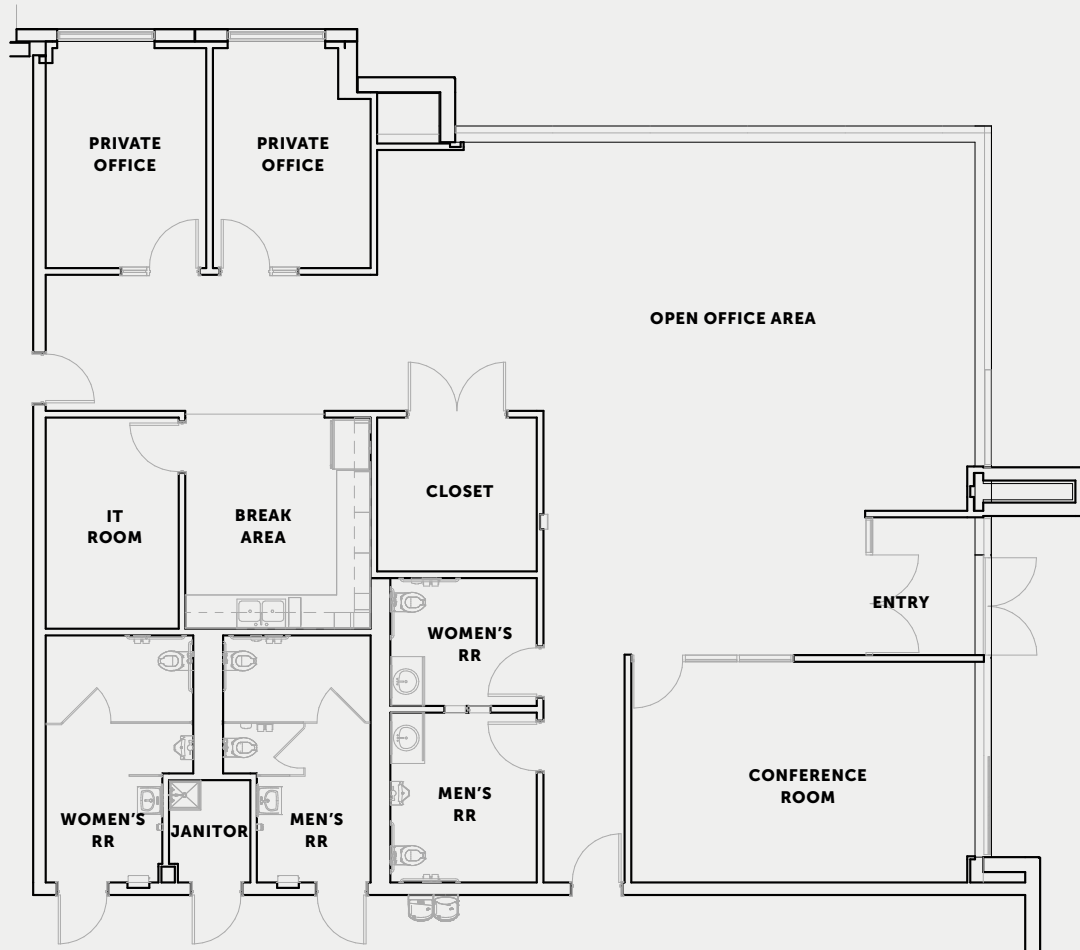 PRIVATE
OFFICE
PRIVATE
OFFICE
OPEN OFFICE AREA
CLOSET
IT
ROOM
BREAK
AREA
ENTRY
WOMEN'S
RR
CONFERENCE
ROOM
MEN'S
RR
WOMEN'S
RR
JANITOR
MEN'S
RR